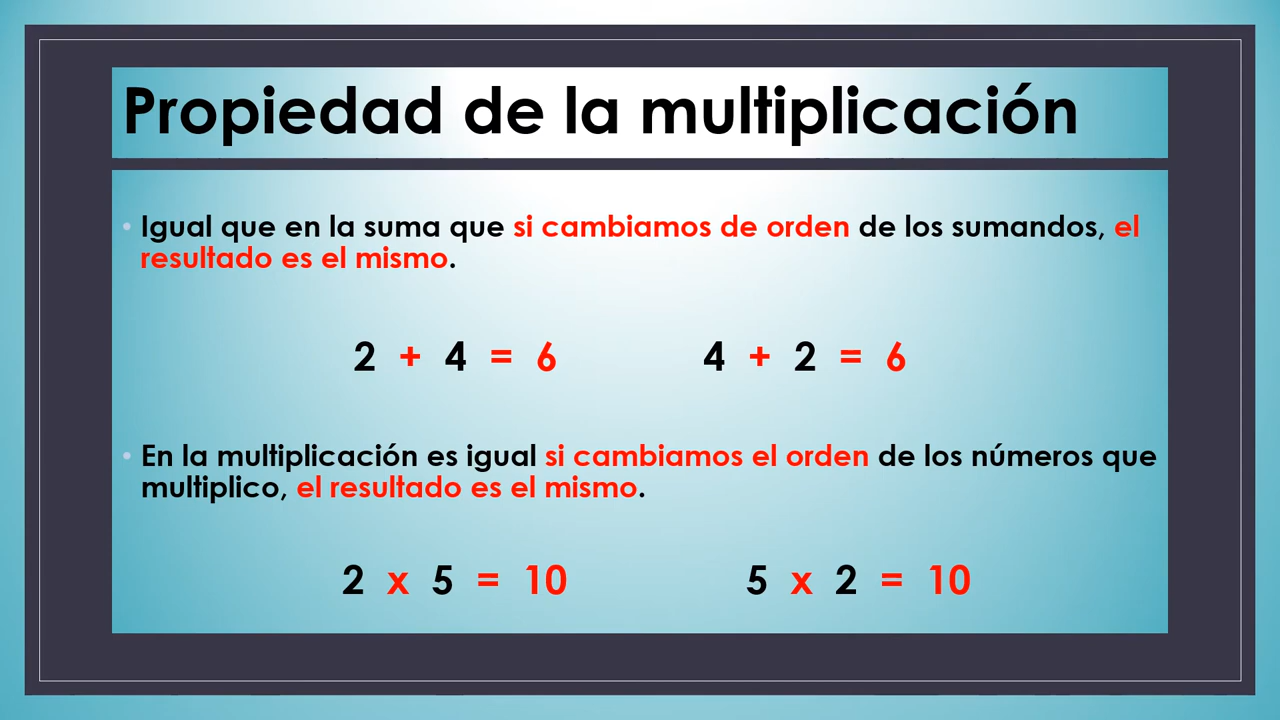 Propiedad de la multiplicación
• Igual que en la suma que si cambiamos de orden de los sumandos, el
resultado es el mismo.
2 + 4 = 6 4 + 2 = 6
• En la multiplicación es igual si cambiamos el orden de los números que
multiplico, el resultado es el mismo.
2 x 5 = 10 5 x 2 = 10